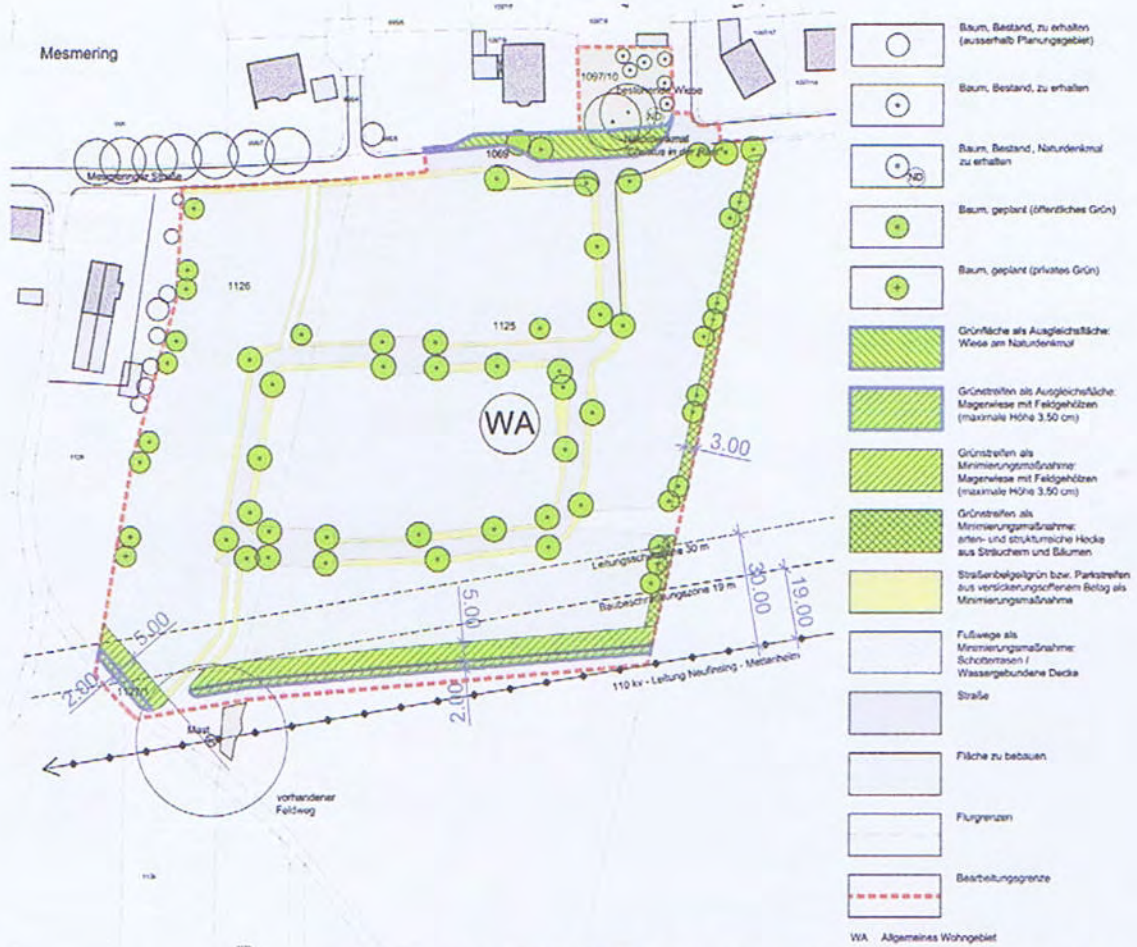 Mesmering
1097/10
bestehende Wiese
ND
Naturdenkmal
1069
Mesmeringer Straße
1126
1125
WA
3.00
Leitungsschutzzone 30 m
Baubeschränkungszone 19 m
30.00
19.00
5.00
5.00
2.00
2.00
1127/1
110 kv - Leitung Neufinsing - Mettenheim
Mast
vorhandener
Feldweg
Baum, Bestand, zu erhalten
(ausserhalb Planungsgebiet)
Baum, Bestand, zu erhalten
Baum, Bestand, Naturdenkmal
zu erhalten
ND
Baum, geplant (öffentliches Grün)
Baum, geplant (privates Grün)
Grünfläche als Ausgleichsfläche:
Wiese am Naturdenkmal
Grünstreifen als Ausgleichsfläche:
Magerwiese mit Feldgehölzen
(maximale Höhe 3,50 cm)
Grünstreifen als
Minimierungsmaßnahme:
Magerwiese mit Feldgehölzen
(maximale Höhe 3,50 cm)
Grünstreifen als
Minimierungsmaßnahme:
arten- und strukturreiche Hecke
aus Sträuchern und Bäumen
Straßenbegleitgrün bzw. Parkstreifen
aus versickerungsoffenem Belag als
Minimierungsmaßnahme
Fußwege als
Minimierungsmaßnahme:
Schotterrasen /
Wassergebundene Decke
Straße
Fläche zu bebauen
Flurgrenzen
Bearbeitungsgrenze
WA Allgemeines Wohngebiet